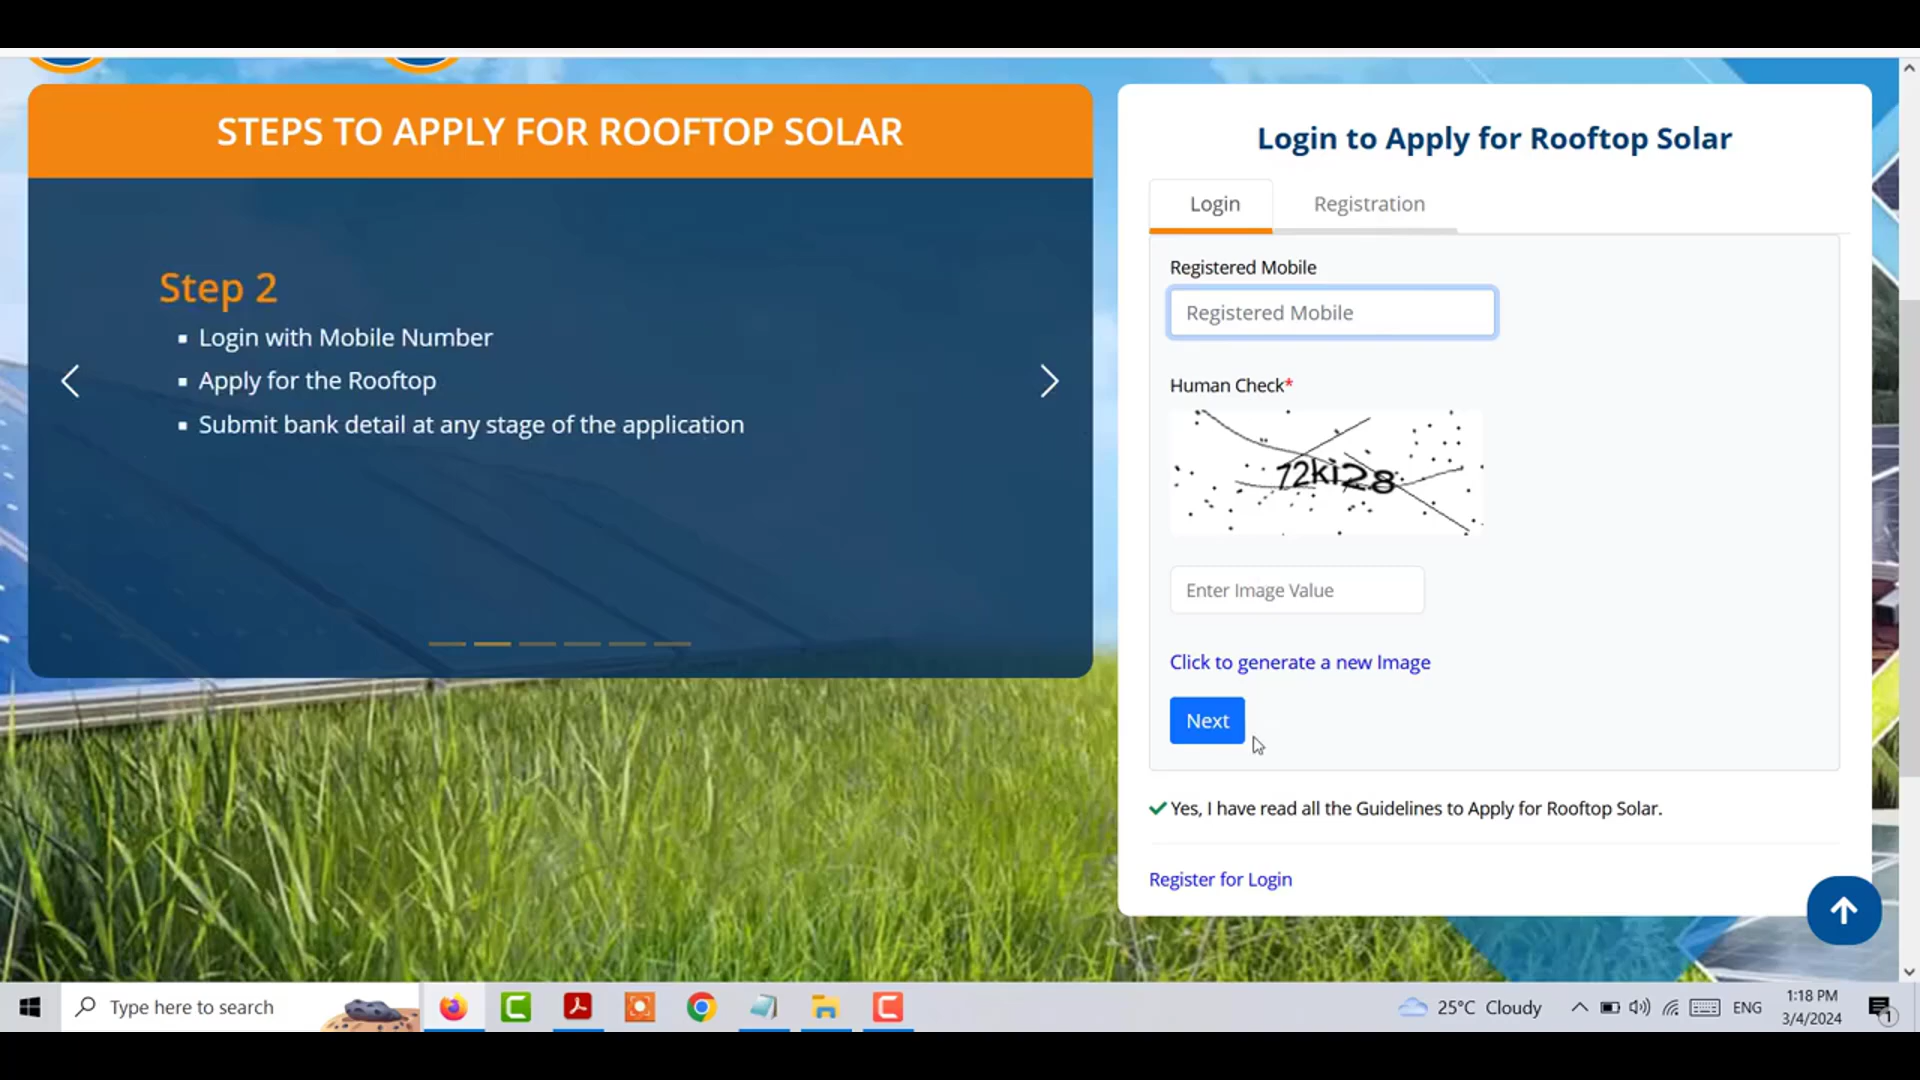 STEPS TO APPLY FOR ROOFTOP SOLAR
Step 2
Login with Mobile Number
Apply for the Rooftop
Submit bank detail at any stage of the application
Login to Apply for Rooftop Solar
Login
Registration
Registered Mobile
Registered Mobile
Human Check*
72ki28
Enter Image Value
Click to generate a new Image
Next
Yes, I have read all the Guidelines to Apply for Rooftop Solar.
Register for Login
Type here to search
25°C Cloudy
ENG
1:18 PM
3/4/2024
1